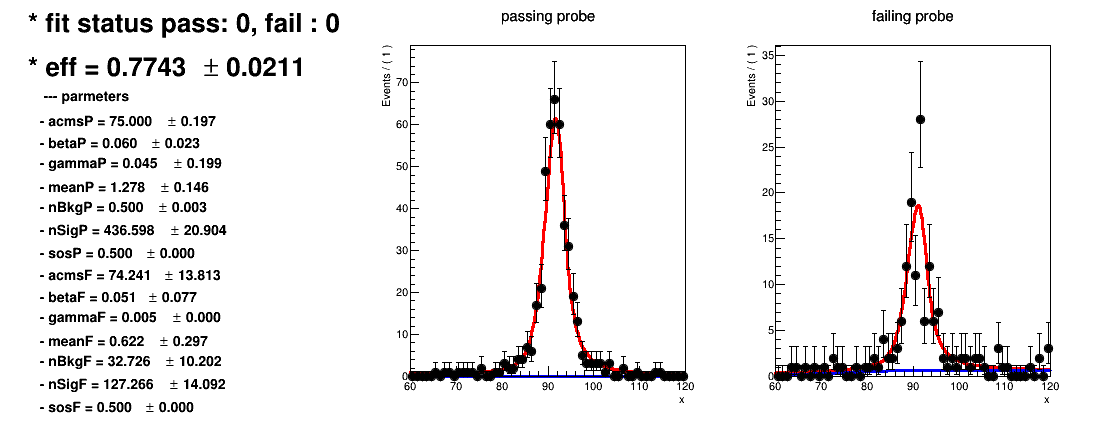 * fit status pass: 0, fail : 0
* eff = 0.7743 ± 0.0211
--- parmeters
- acmsP = 75.000 ± 0.197
- betaP = 0.060 ± 0.023
- gammaP = 0.045 ± 0.199
- meanP = 1.278 ± 0.146
- nBkgP = 0.500 ± 0.003
- nSigP = 436.598 ± 20.904
- sosP = 0.500 ± 0.000
- acmsF = 74.241 ± 13.813
- betaF = 0.051 ± 0.077
- gammaF = 0.005 ± 0.000
- meanF = 0.622 ± 0.297
- nBkgF = 32.726 ± 10.202
- nSigF = 127.266 ± 14.092
- sosF = 0.500 ± 0.000
passing probe
Events / ( 1 )
70
60
50
40
30
20
10
0
60 70 80 90 100 110 120
x
failing probe
Events / ( 1 )
35
30
25
20
15
10
5
0
60 70 80 90 100 110 120
x